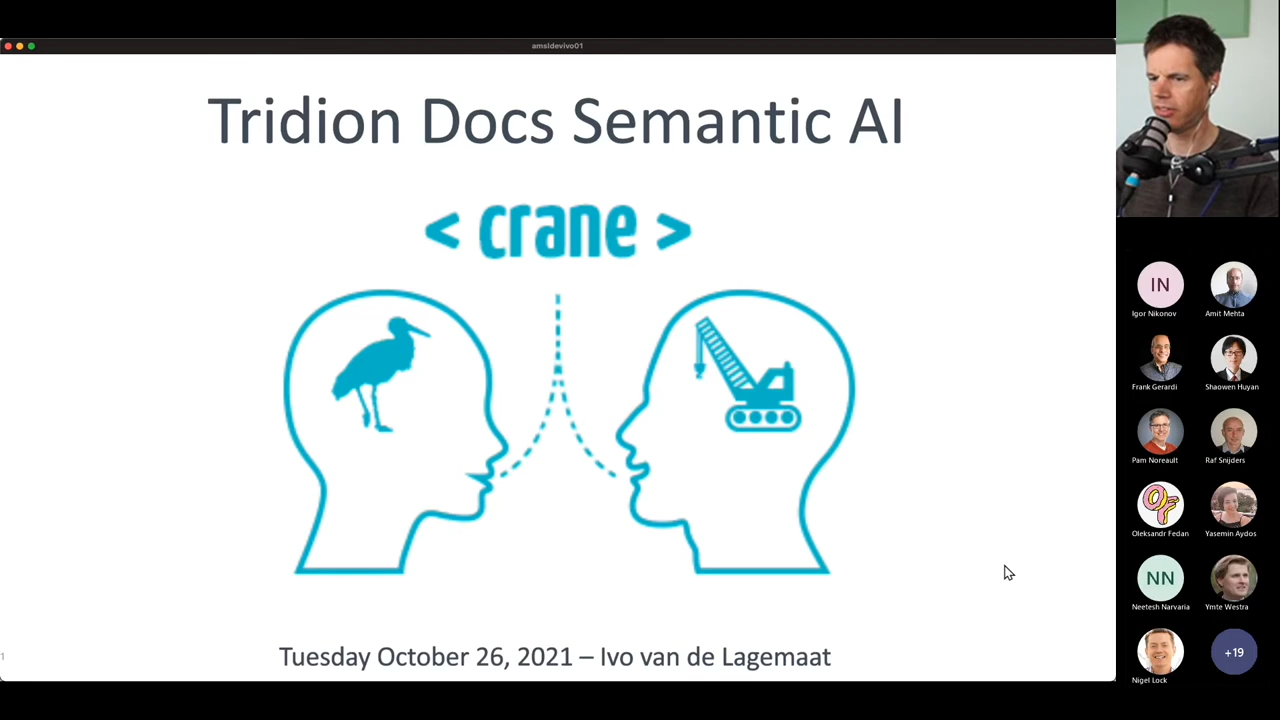 amsldevivo01
Tridion Docs Semantic AI
< crane >
Tuesday October 26, 2021 – Ivo van de Lagemaat
1
IN
Igor Nikonov
Amit Mehta
Frank Gerardi
Shaowen Huyan
Pam Noreault
Raf Snijders
OF
Oleksandr Fedan
Yasemin Aydos
NN
Neetesh Narvaria
Ymte Westra
Nigel Lock
+19